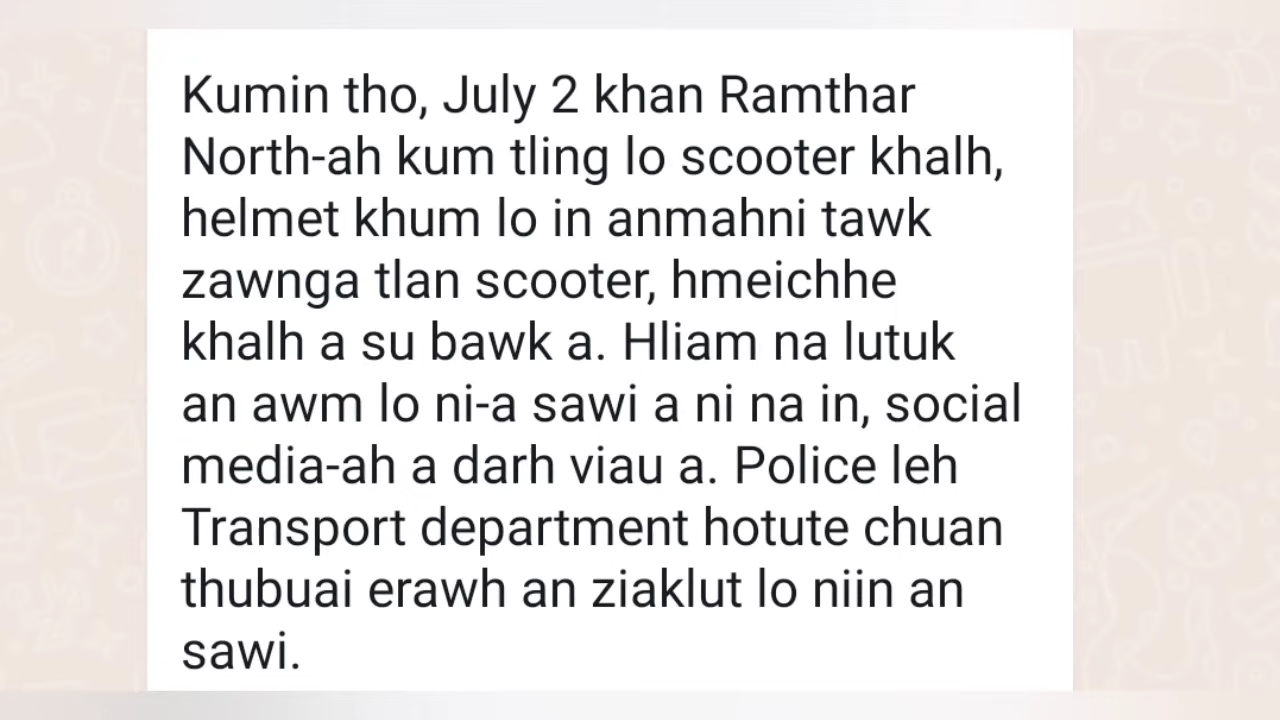 Kumin tho, July 2 khan Ramthar
North-ah kum tling lo scooter khalh,
helmet khum lo in anmahni tawk
zawnga tlan scooter, hmeichhe
khalh a su bawk a. Hliam na lutuk
an awm lo ni-a sawi a ni na in, social
media-ah a darh viau a. Police leh
Transport department hotute chuan
thubuai erawh an ziaklut lo niin an
sawi.